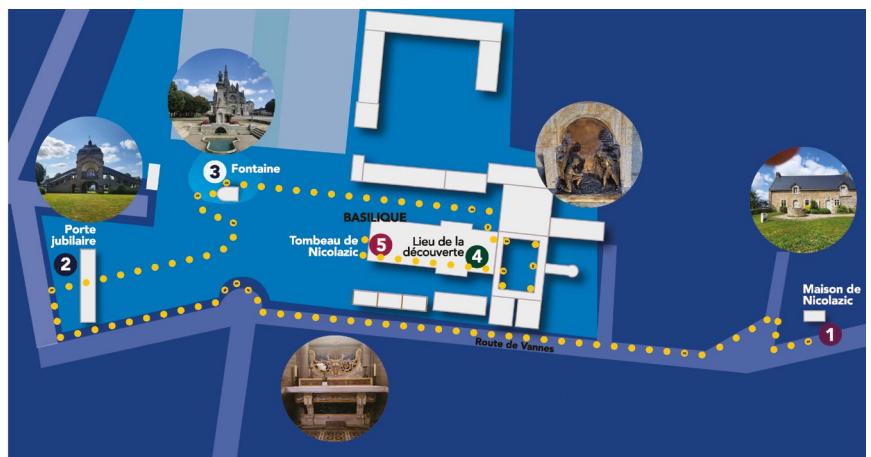 3
Fontaine
Porte
jubilaire
2
BASILIQUE
Tombeau de
Nicolazic
5
Lieu de la
découverte
4
Maison de
Nicolazic
1
Route de Vannes